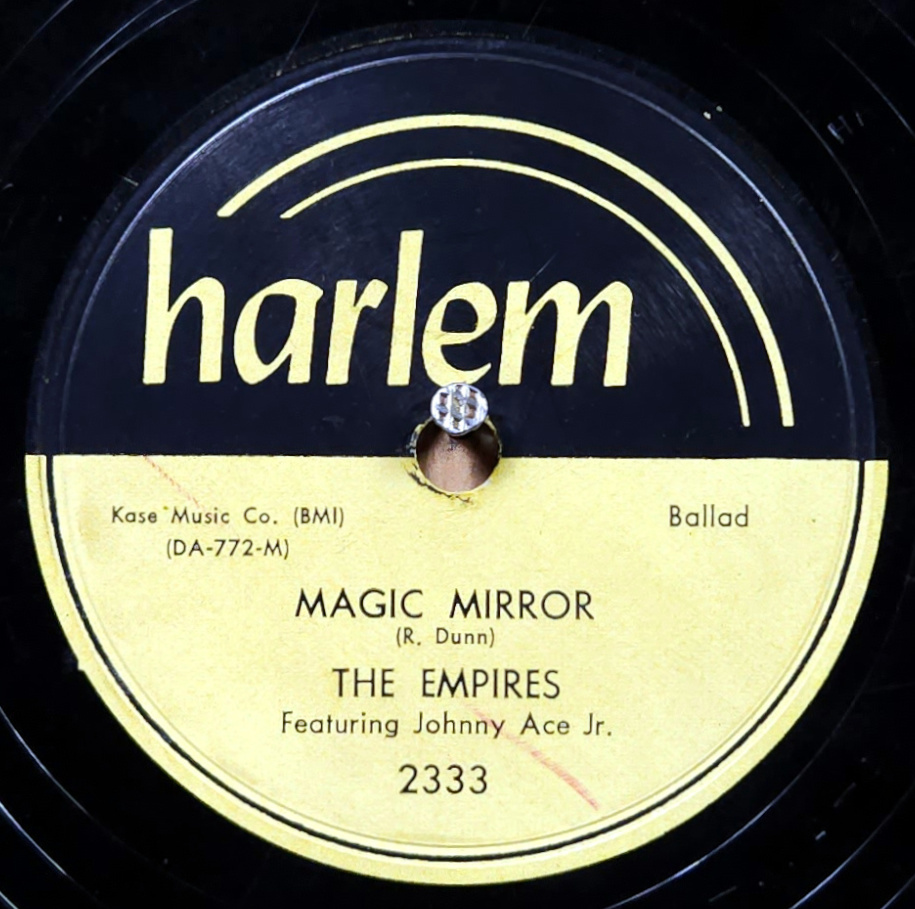 harlem
Kase Music Co. (BMI)
Ballad
(DA-772-M)
MAGIC MIRROR
(R. Dunn)
THE EMPIRES
Featuring Johnny Ace Jr.
2333